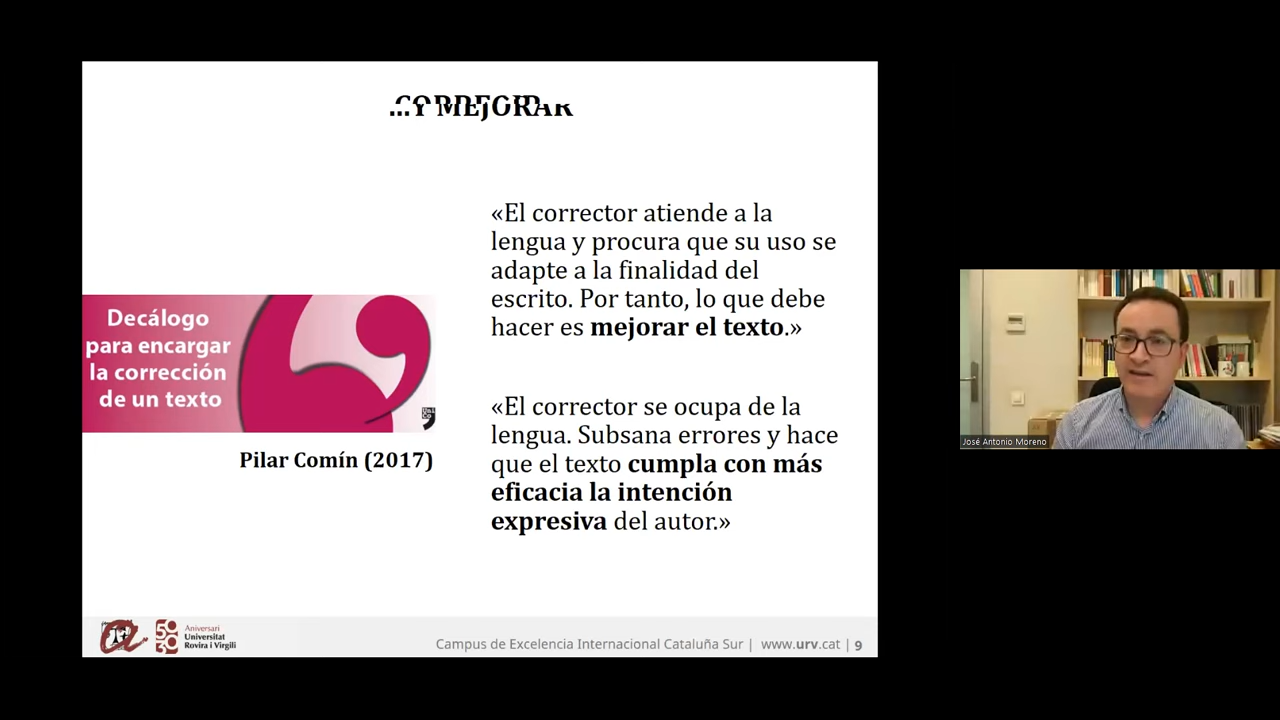 ...Y MEJORAR
«El corrector atiende a la
lengua y procura que su uso se
adapte a la finalidad del
escrito. Por tanto, lo que debe
hacer es mejorar el texto.»
Decálogo
para encargar
la corrección
de un texto
Pilar Comín (2017)
«El corrector se ocupa de la
lengua. Subsana errores y hace
que el texto cumpla con más
eficacia la intención
expresiva del autor.»
Aniversari
Universitat
Rovira i Virgili
Campus de Excelencia Internacional Cataluña Sur | www.urv.cat | 9
José Antonio Moreno